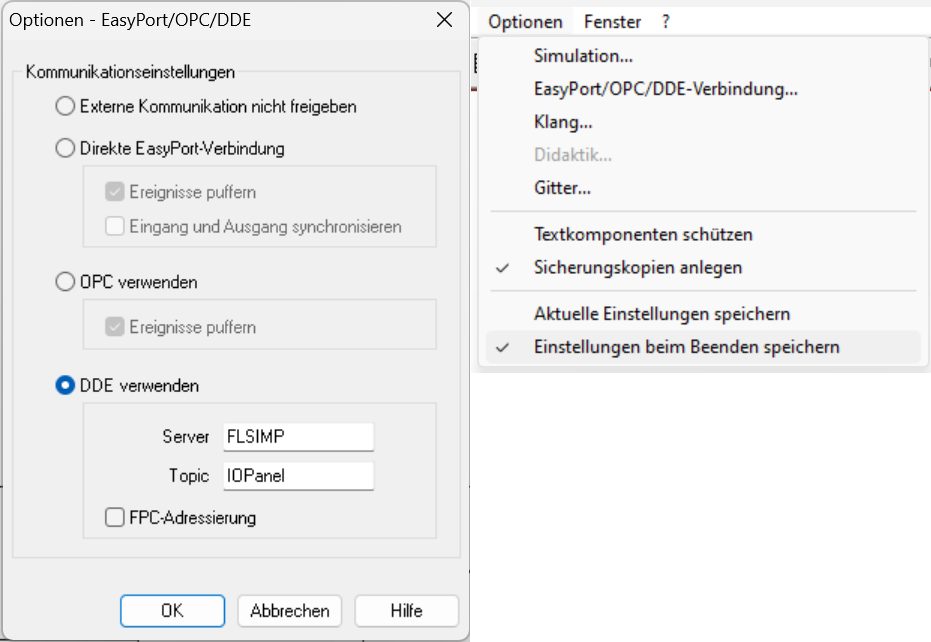 Optionen - EasyPort/OPC/DDE
Kommunikationseinstellungen
Externe Kommunikation nicht freigeben
Direkte EasyPort-Verbindung
Ereignisse puffern
Eingang und Ausgang synchronisieren
OPC verwenden
Ereignisse puffern
DDE verwenden
Server FLSIMP
Topic IOPanel
FPC-Adressierung
OK Abbrechen Hilfe
Optionen Fenster ?
Simulation...
EasyPort/OPC/DDE-Verbindung...
Klang...
Didaktik...
Gitter...
Textkomponenten schützen
Sicherungskopien anlegen
Aktuelle Einstellungen speichern
Einstellungen beim Beenden speichern